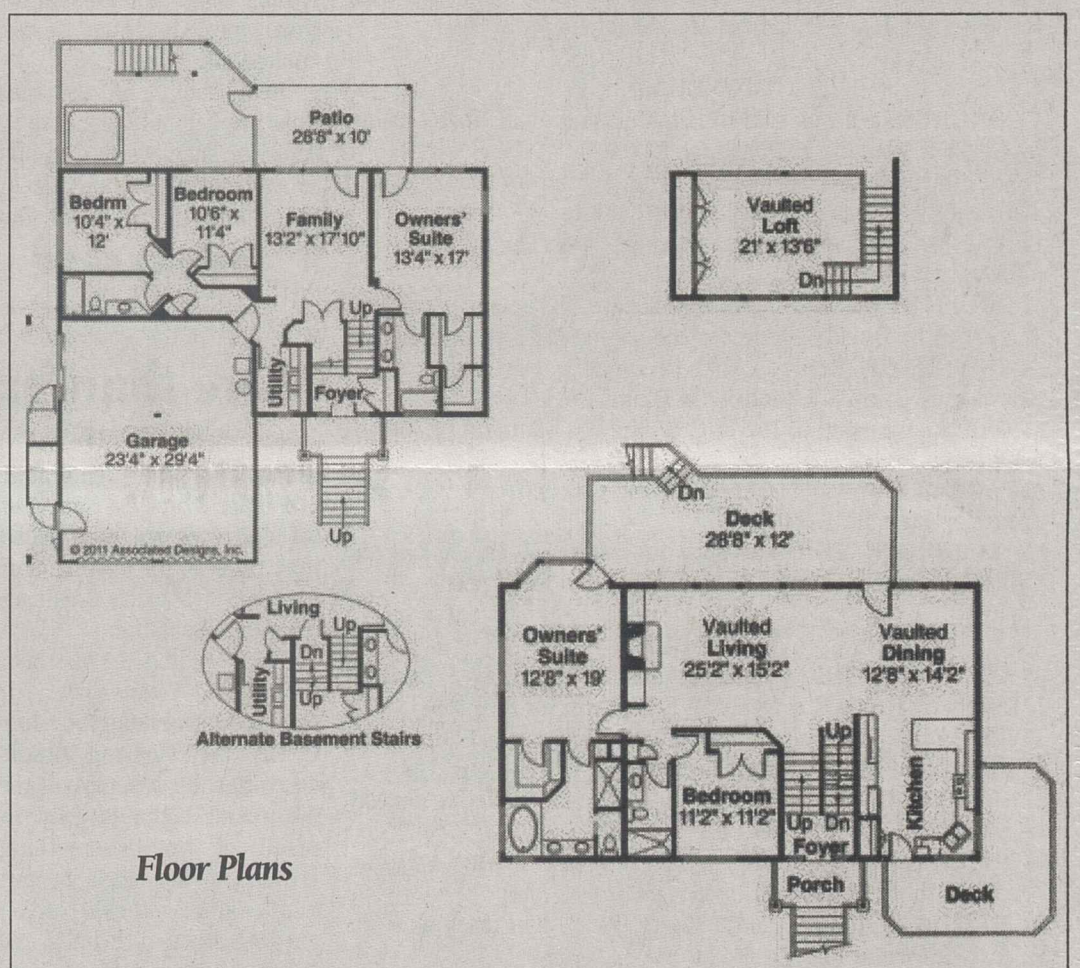 Patio
28'8" x 10'
Bedrm
10'4" x
12'
Bedroom
10'6" x
11'4"
Family
13'2" x 17'10"
Owners'
Suite
13'4" x 17'
Up
Utility
Foyer
Garage
23'4" x 29'4"
Up
© 2011 Associated Designs, Inc.
Vaulted
Loft
21' x 13'6"
Dn
Living
Up
Dn
Utility
Up
Alternate Basement Stairs
Dn
Deck
28'8" x 12'
Owners'
Suite
12'8" x 19'
Vaulted
Living
25'2" x 15'2"
Vaulted
Dining
12'8" x 14'2"
Up
Kitchen
Bedroom
11'2" x 11'2"
Up Dn
Foyer
Porch
Deck
Floor Plans